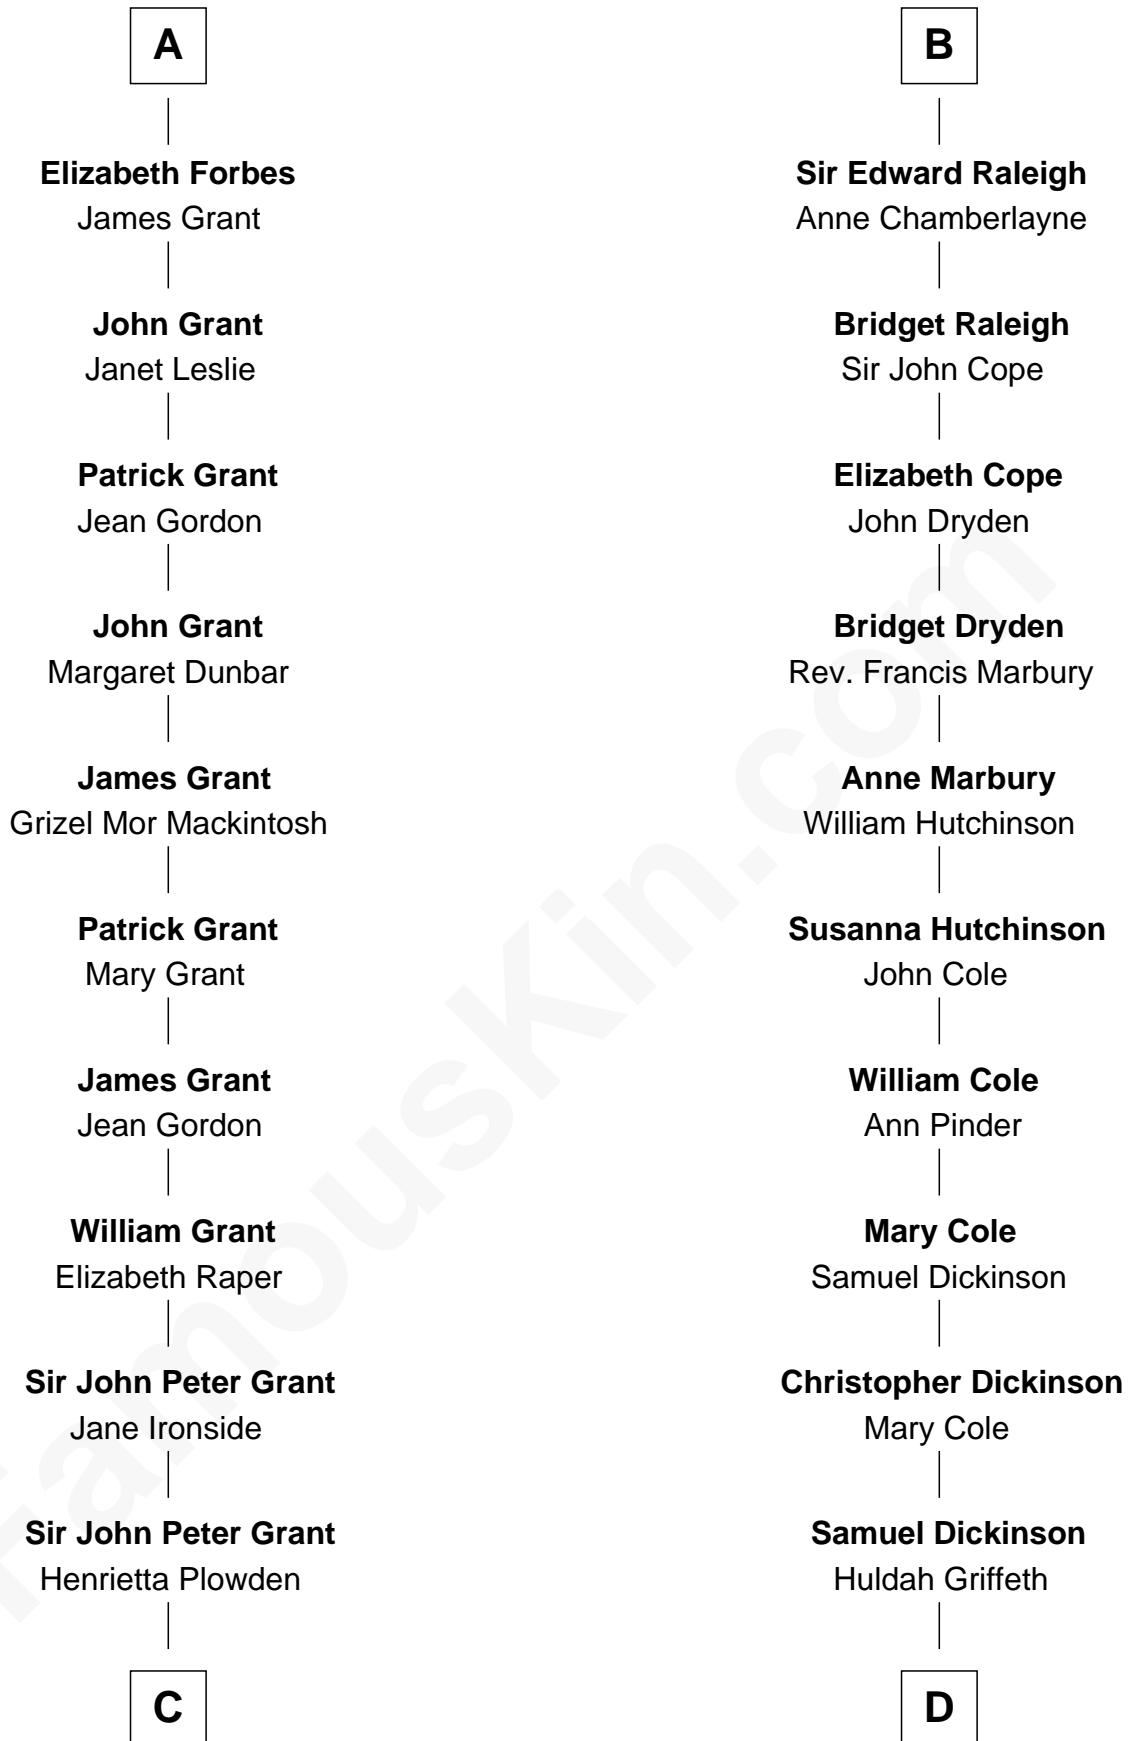 A
Elizabeth Forbes
James Grant
John Grant
Janet Leslie
Patrick Grant
Jean Gordon
John Grant
Margaret Dunbar
James Grant
Grizel Mor Mackintosh
Patrick Grant
Mary Grant
James Grant
Jean Gordon
William Grant
Elizabeth Raper
Sir John Peter Grant
Jane Ironside
Sir John Peter Grant
Henrietta Plowden
C
B
Sir Edward Raleigh
Anne Chamberlayne
Bridget Raleigh
Sir John Cope
Elizabeth Cope
John Dryden
Bridget Dryden
Rev. Francis Marbury
Anne Marbury
William Hutchinson
Susanna Hutchinson
John Cole
William Cole
Ann Pinder
Mary Cole
Samuel Dickinson
Christopher Dickinson
Mary Cole
Samuel Dickinson
Huldah Griffeth
D
FamousKin.com